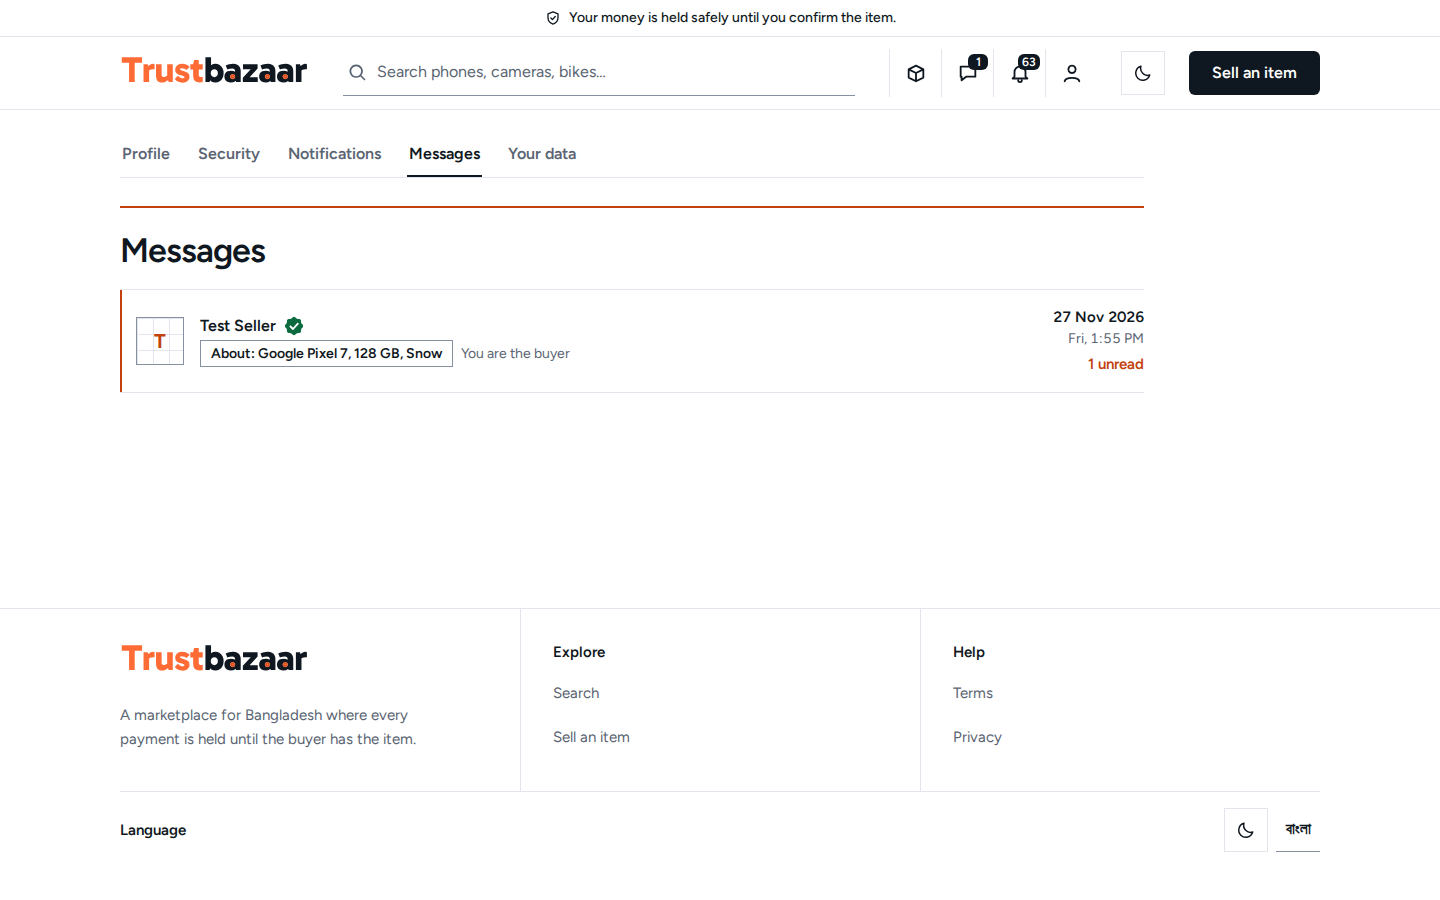 Your money is held safely until you confirm the item.
Trustbazaar
Search phones, cameras, bikes...
1
63
Sell an item
Profile
Security
Notifications
Messages
Your data
Messages
T
Test Seller
About: Google Pixel 7, 128 GB, Snow
You are the buyer
27 Nov 2026
Fri, 1:55 PM
1 unread
Trustbazaar
A marketplace for Bangladesh where every
payment is held until the buyer has the item.
Explore
Search
Sell an item
Help
Terms
Privacy
Language
বাংলা